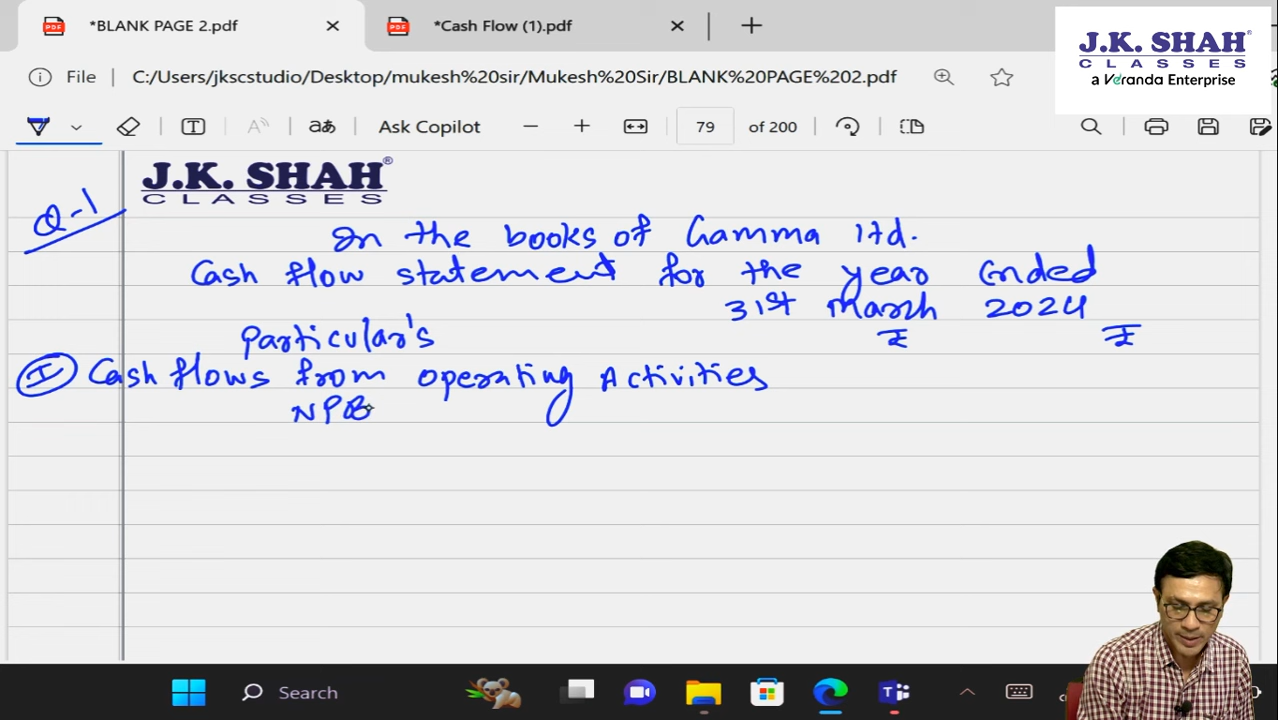 *BLANK PAGE 2.pdf
*Cash Flow (1).pdf
J.K. SHAH®
CLASSES
a Veranda Enterprise
File C:/Users/jkscstudio/Desktop/mukesh%20sir/Mukesh%20Sir/BLANK%20PAGE%202.pdf
aあ Ask Copilot 79 of 200
J.K. SHAH®
CLASSES
Q-1
In the books of Gamma ltd.
Cash flow statement for the year Ended
31st March 2024
Particular's ₹ ₹
I Cash flows from operating Activities
NPB
Search